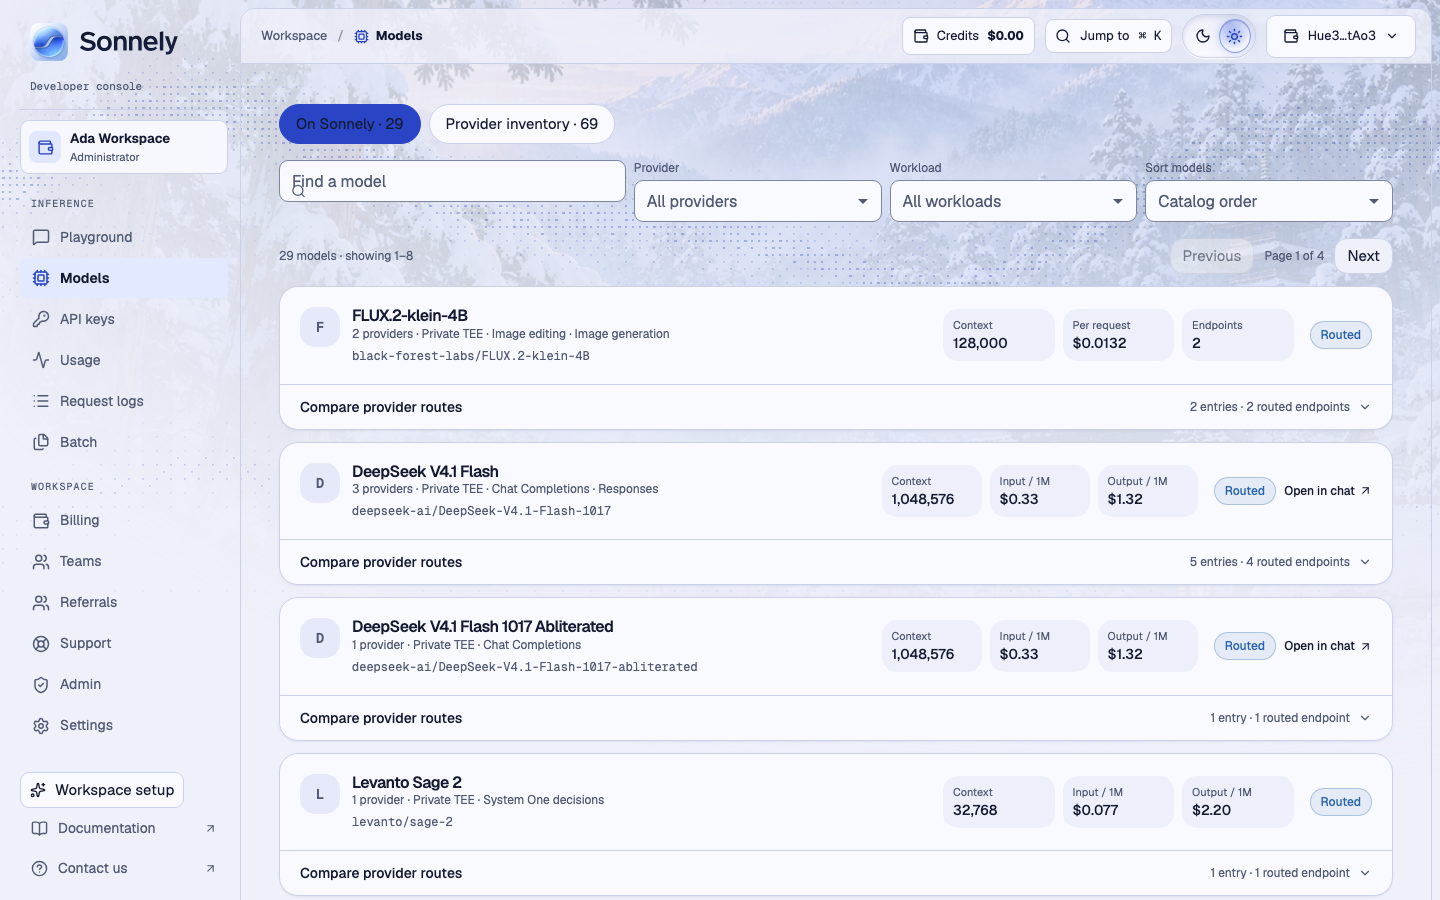 Sonnely
Developer console
Ada Workspace
Administrator
INFERENCE
Playground
Models
API keys
Usage
Request logs
Batch
WORKSPACE
Billing
Teams
Referrals
Support
Admin
Settings
Workspace setup
Documentation
Contact us
Workspace / Models
Credits $0.00
Jump to ⌘ K
Hue3…tAo3
On Sonnely · 29
Provider inventory · 69
Find a model
Provider
All providers
Workload
All workloads
Sort models
Catalog order
29 models · showing 1–8
Previous
Page 1 of 4
Next
F
FLUX.2-klein-4B
2 providers · Private TEE · Image editing · Image generation
black-forest-labs/FLUX.2-klein-4B
Context
128,000
Per request
$0.0132
Endpoints
2
Routed
Compare provider routes
2 entries · 2 routed endpoints
D
DeepSeek V4.1 Flash
3 providers · Private TEE · Chat Completions · Responses
deepseek-ai/DeepSeek-V4.1-Flash-1017
Context
1,048,576
Input / 1M
$0.33
Output / 1M
$1.32
Routed
Open in chat
Compare provider routes
5 entries · 4 routed endpoints
D
DeepSeek V4.1 Flash 1017 Abliterated
1 provider · Private TEE · Chat Completions
deepseek-ai/DeepSeek-V4.1-Flash-1017-abliterated
Context
1,048,576
Input / 1M
$0.33
Output / 1M
$1.32
Routed
Open in chat
Compare provider routes
1 entry · 1 routed endpoint
L
Levanto Sage 2
1 provider · Private TEE · System One decisions
levanto/sage-2
Context
32,768
Input / 1M
$0.077
Output / 1M
$2.20
Routed
Compare provider routes
1 entry · 1 routed endpoint